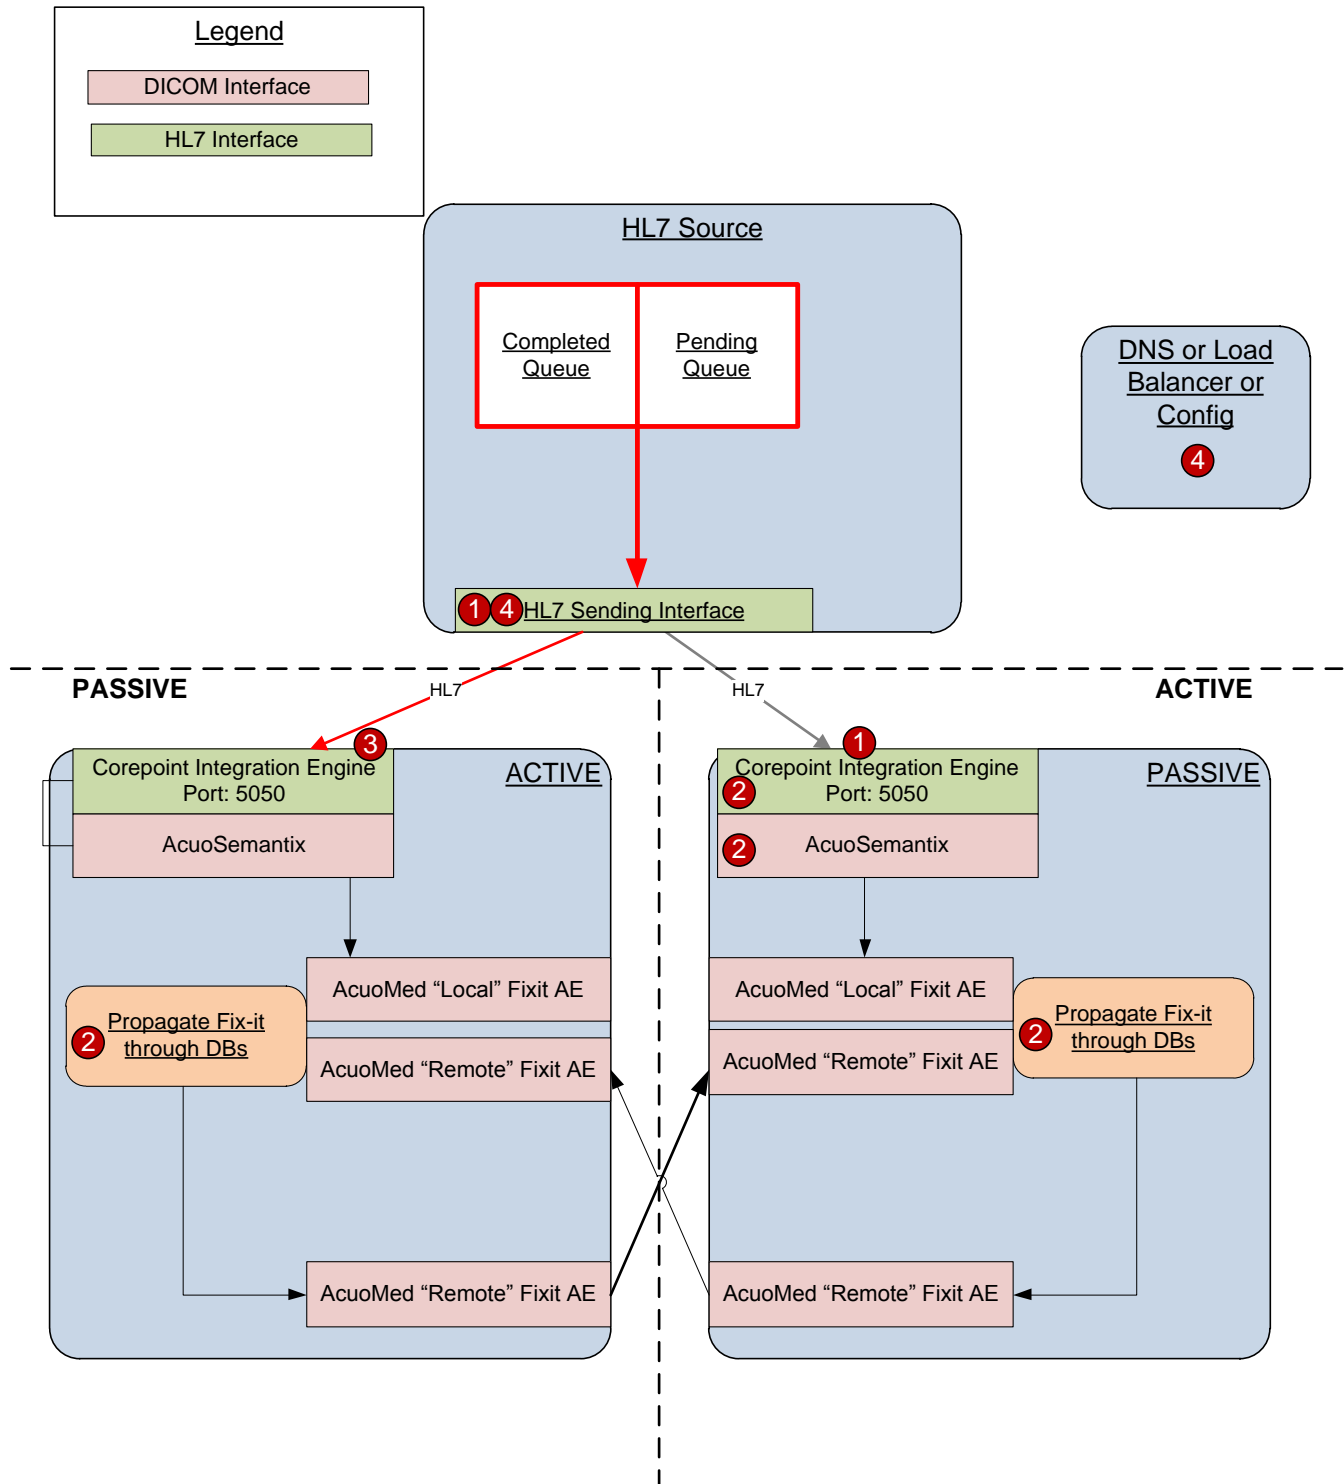 Legend
DICOM Interface
HL7 Interface
HL7 Source
Completed
Queue
Pending
Queue
DNS or Load
Balancer or
Config
4
1 4 HL7 Sending Interface
PASSIVE
HL7
HL7
ACTIVE
3
Corepoint Integration Engine
Port: 5050
ACTIVE
AcuoSemantix
1
Corepoint Integration Engine
2 Port: 5050
PASSIVE
2 AcuoSemantix
AcuoMed “Local” Fixit AE
Propagate Fix-it
2 through DBs
AcuoMed “Remote” Fixit AE
AcuoMed “Remote” Fixit AE
AcuoMed “Local” Fixit AE
Propagate Fix-it
2 through DBs
AcuoMed “Remote” Fixit AE
AcuoMed “Remote” Fixit AE